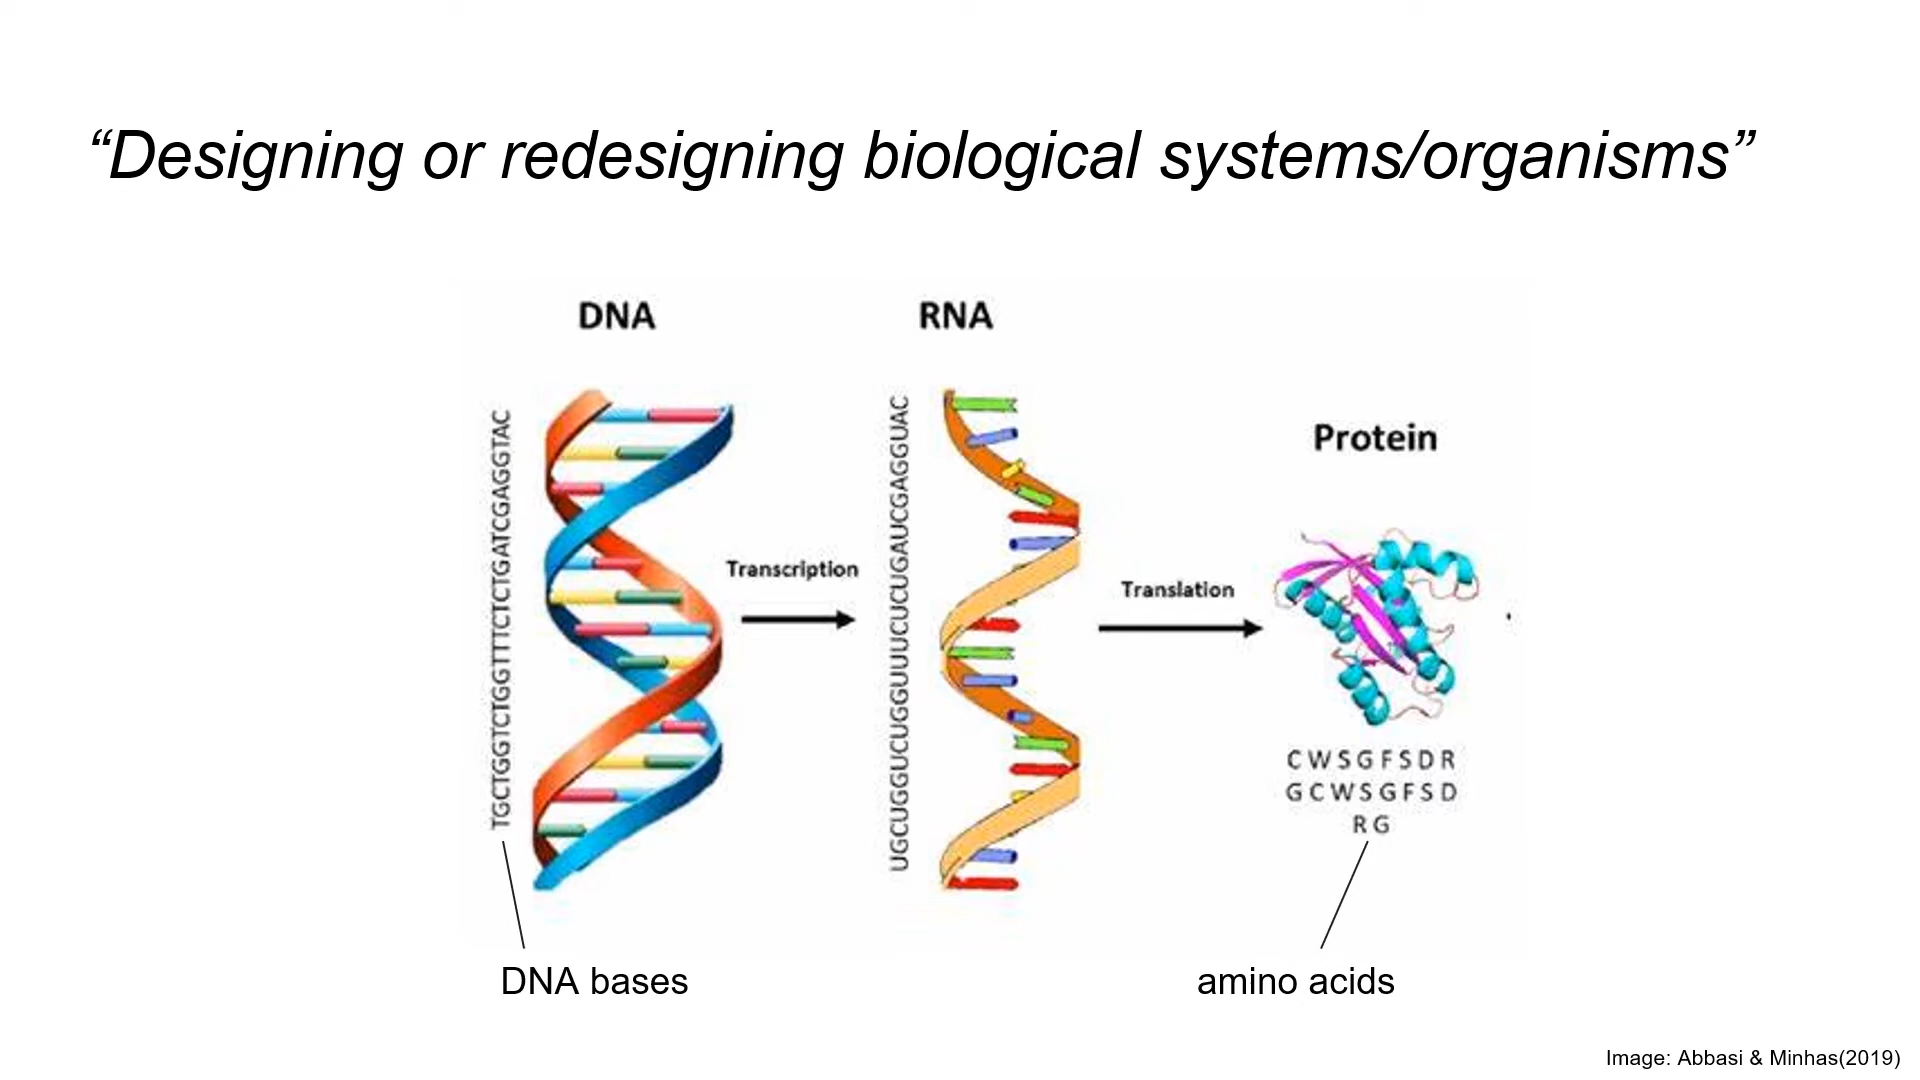 “Designing or redesigning biological systems/organisms”
DNA
RNA
Protein
TGCTGGTCTGGTTTCTCTGATCGAGGTAC
UGCUGGUCUGGUUUCUCUGAUCGAGGUAC
Transcription
Translation
CWSGFSDR
GCWSGFSD
RG
DNA bases
amino acids
Image: Abbasi & Minhas(2019)